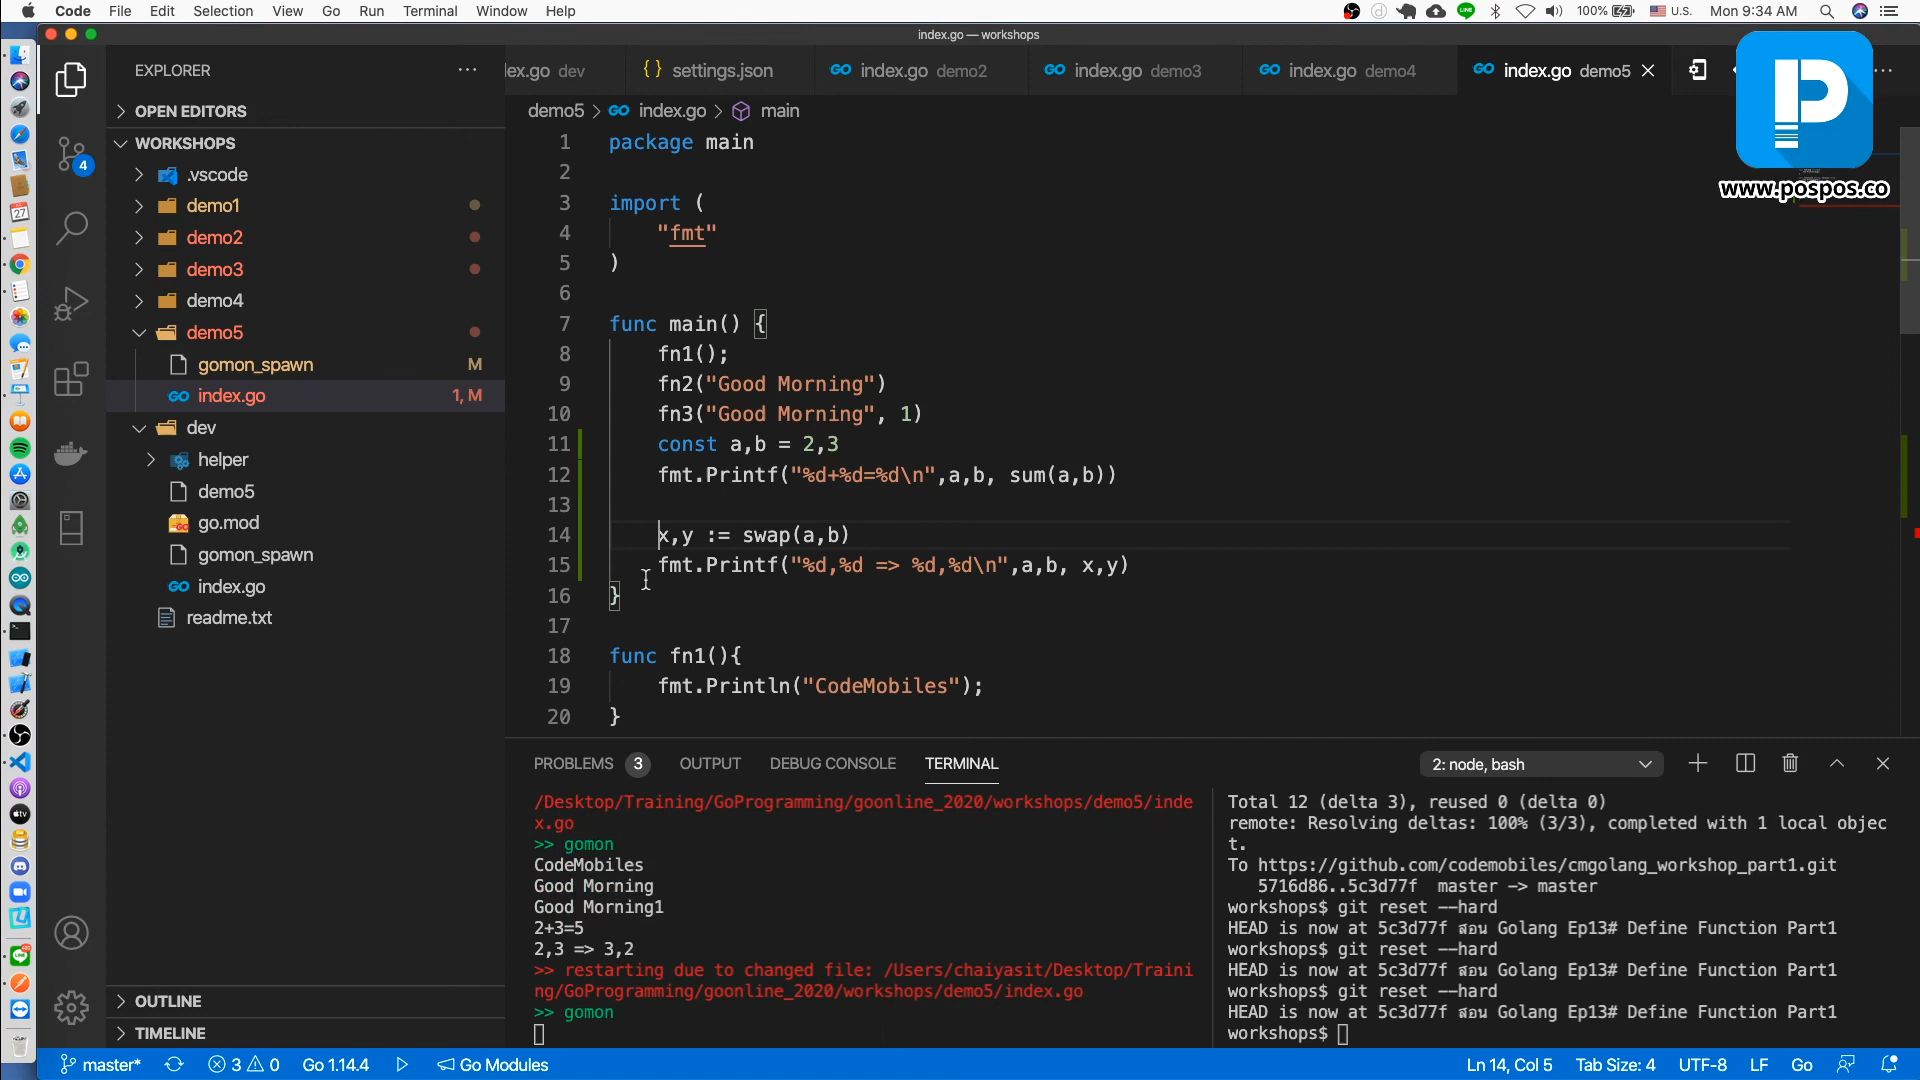 Code File Edit Selection View Go Run Terminal Window Help
100% U.S. Mon 9:34 AM
index.go — workshops
EXPLORER
lex.go dev
{ } settings.json
index.go demo2
index.go demo3
index.go demo4
index.go demo5
www.pospos.co
OPEN EDITORS
WORKSHOPS
.vscode
demo1
demo2
demo3
demo4
demo5
gomon_spawn M
index.go 1, M
dev
helper
demo5
go.mod
gomon_spawn
index.go
readme.txt
OUTLINE
TIMELINE
4
27
demo5 > index.go > main
1 package main
2
3 import (
4 "fmt"
5 )
6
7 func main() {
8 fn1();
9 fn2("Good Morning")
10 fn3("Good Morning", 1)
11 const a,b = 2,3
12 fmt.Printf("%d+%d=%d\n",a,b, sum(a,b))
13
14 x,y := swap(a,b)
15 fmt.Printf("%d,%d => %d,%d\n",a,b, x,y)
16 }
17
18 func fn1(){
19 fmt.Println("CodeMobiles");
20 }
PROBLEMS 3 OUTPUT DEBUG CONSOLE TERMINAL
2: node, bash
/Desktop/Training/GoProgramming/goonline_2020/workshops/demo5/inde
x.go
>> gomon
CodeMobiles
Good Morning
Good Morning1
2+3=5
2,3 => 3,2
>> restarting due to changed file: /Users/chaiyasit/Desktop/Traini
ng/GoProgramming/goonline_2020/workshops/demo5/index.go
>> gomon
Total 12 (delta 3), reused 0 (delta 0)
remote: Resolving deltas: 100% (3/3), completed with 1 local objec
t.
To https://github.com/codemobiles/cmgolang_workshop_part1.git
5716d86..5c3d77f master -> master
workshops$ git reset --hard
HEAD is now at 5c3d77f สอน Golang Ep13# Define Function Part1
workshops$ git reset --hard
HEAD is now at 5c3d77f สอน Golang Ep13# Define Function Part1
workshops$ git reset --hard
HEAD is now at 5c3d77f สอน Golang Ep13# Define Function Part1
workshops$
master* 3 0 Go 1.14.4 Go Modules
Ln 14, Col 5 Tab Size: 4 UTF-8 LF Go